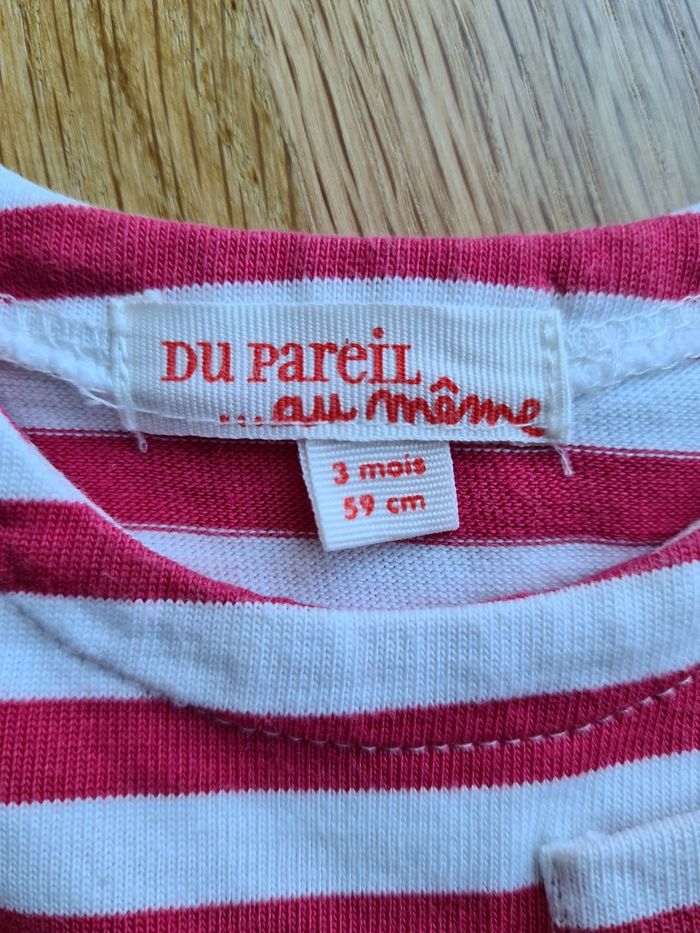 DU PareiL
...au même
3 mois
59 cm